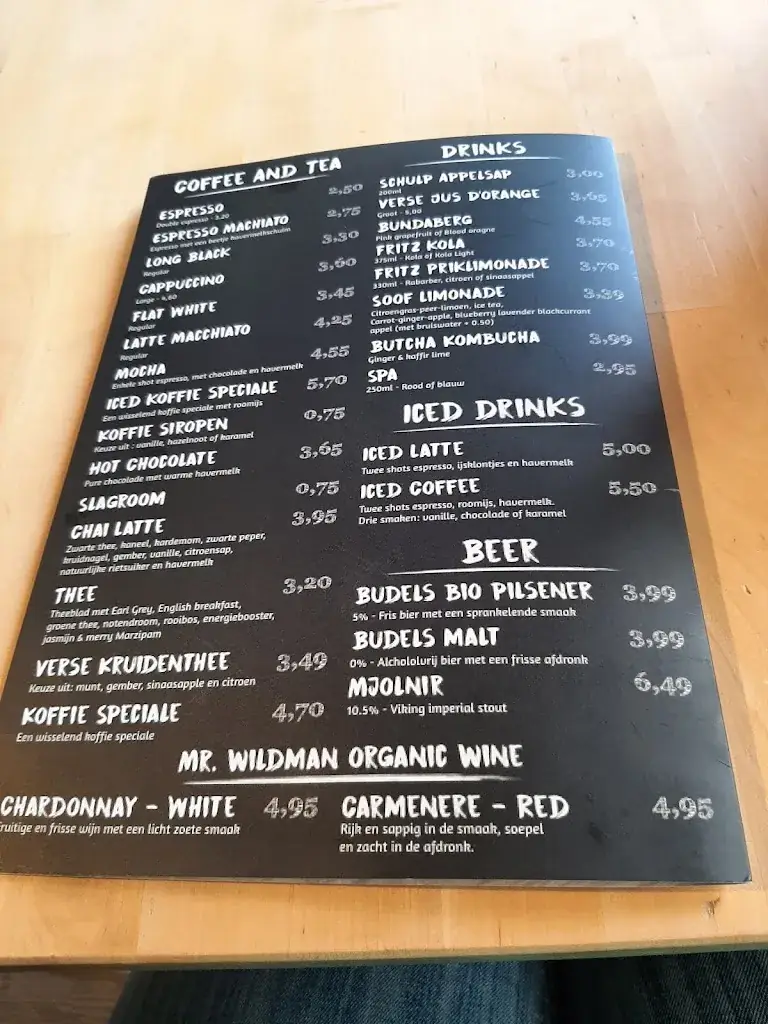 COFFEE AND TEA
ESPRESSO 2,50
Double espresso - 3,20
ESPRESSO MACHIATO 2,75
Espresso met een beetje havermelkschuim
LONG BLACK 3,30
Regular
CAPPUCCINO 3,60
Large - 4,60
FLAT WHITE 3,45
Regular
LATTE MACCHIATO 4,25
Regular
MOCHA 4,55
Enkele shot espresso, met chocolade en havermelk
ICED KOFFIE SPECIALE 5,70
Een wisselend koffie speciale met roomijs
KOFFIE SIROPEN 0,75
Keuze uit : vanille, hazelnoot of karamel
HOT CHOCOLATE 3,65
Pure chocolade met warme havermelk
SLAGROOM 0,75
CHAI LATTE 3,95
Zwarte thee, kaneel, kardemom, zwarte peper,
kruidnagel, gember, vanille, citroensap,
natuurlijke rietsuiker en havermelk
THEE 3,20
Theeblad met Earl Grey, English breakfast,
groene thee, notendroom, rooibos, energiebooster,
jasmijn & merry Marzipam
VERSE KRUIDENTHEE 3,49
Keuze uit: munt, gember, sinaasapple en citroen
KOFFIE SPECIALE 4,70
Een wisselend koffie speciale
DRINKS
SCHULP APPELSAP 3,00
200ml
VERSE JUS D'ORANGE 3,65
Groot - 5,00
BUNDABERG 4,55
Pink grapefruit of Blood oragne
FRITZ KOLA 3,70
375ml - Kola of Kola Light
FRITZ PRIKLIMONADE 3,70
330ml - Rabarber, citroen of sinaasappel
SOOF LIMONADE 3,39
Citroengras-peer-limoen, ice tea,
Carrot-ginger-apple, blueberry lavender blackcurrant
appel (met bruiswater + 0.50)
BUTCHA KOMBUCHA 3,99
Ginger & kaffir lime
SPA 2,95
250ml - Rood of blauw
ICED DRINKS
ICED LATTE 5,00
Twee shots espresso, ijsklontjes en havermelk
ICED COFFEE 5,50
Twee shots espresso, roomijs, havermelk.
Drie smaken: vanille, chocolade of karamel
BEER
BUDELS BIO PILSENER 3,99
5% - Fris bier met een sprankelende smaak
BUDELS MALT 3,99
0% - Alchololurij bier met een frisse afdronk
MJOLNIR 6,49
10.5% - Viking imperial stout
MR. WILDMAN ORGANIC WINE
CHARDONNAY - WHITE 4,95
Fruitige en frisse wijn met een licht zoete smaak
CARMENERE - RED 4,95
Rijk en sappig in de smaak, soepel
en zacht in de afdronk.